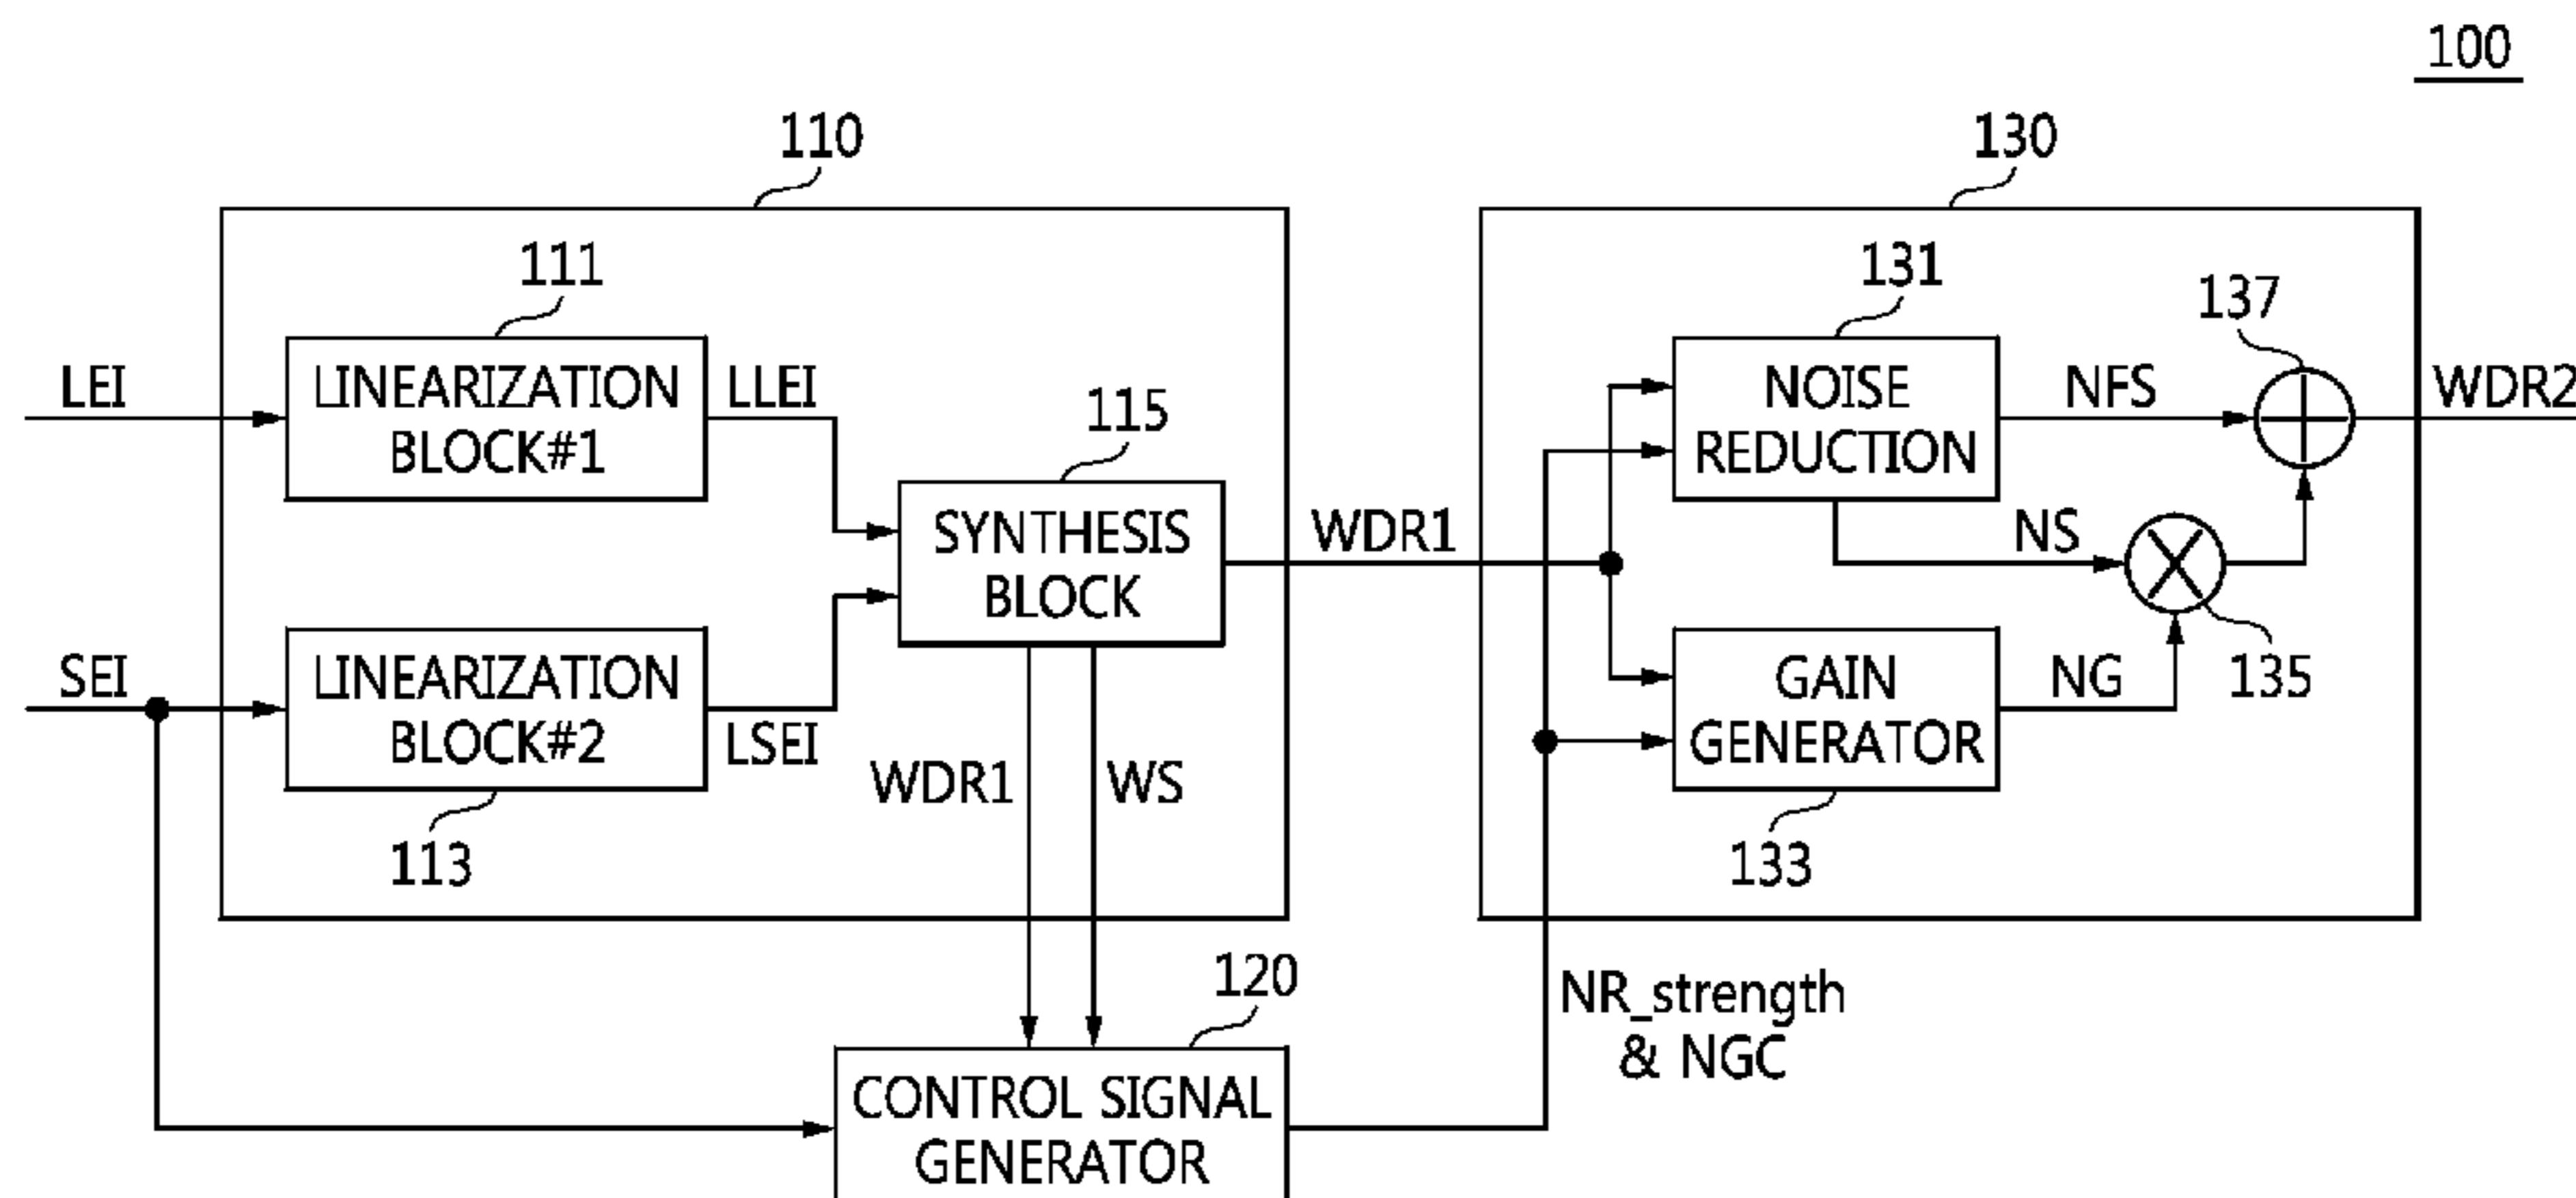 100
110
130
111
131
137
LEI
LINEARIZATION
BLOCK#1
LLEI
115
NOISE
REDUCTION
NFS
WDR2
SYNTHESIS
BLOCK
WDR1
NS
SEI
LINEARIZATION
BLOCK#2
LSEI
GAIN
GENERATOR
NG
135
WDR1
WS
113
133
120
NR_strength
& NGC
CONTROL SIGNAL
GENERATOR